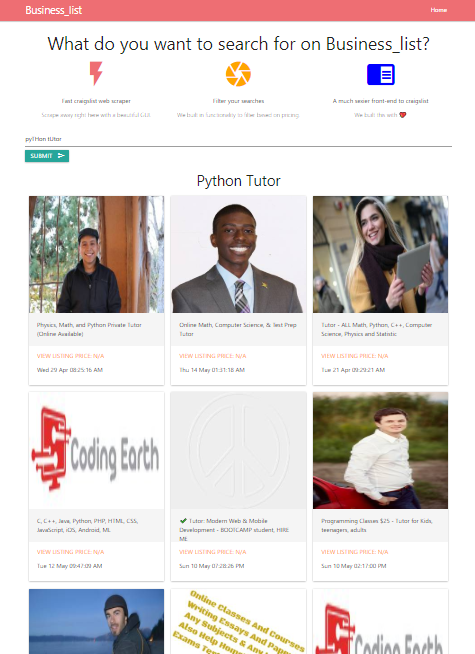 Business_list
Home
What do you want to search for on Business_list?
Fast craigslist web scraper
Filter your searches
A much sexier front-end to craigslist
Scrape away right here with a beautiful GUI
We built in functionality to filter based on pricing.
We built this with
pyTHon tUtor
SUBMIT
Python Tutor
Physics, Math, and Python Private Tutor
(Online Available)
VIEW LISTING PRICE: N/A
Wed 29 Apr 08:25:16 AM
Online Math, Computer Science, & Test Prep
Tutor
VIEW LISTING PRICE: N/A
Thu 14 May 01:31:18 AM
Tutor - ALL Math, Python, C++, Computer
Science, Physics and Statistic
VIEW LISTING PRICE: N/A
Tue 21 Apr 09:29:21 AM
Coding Earth
C, C++, Java, Python, PHP, HTML, CSS,
JavaScript, iOS, Android, ML
VIEW LISTING PRICE: N/A
Tue 12 May 09:47:09 AM
✔ Tutor: Modern Web & Mobile
Development - BOOTCAMP student, HIRE
ME
VIEW LISTING PRICE: N/A
Sun 10 May 07:28:26 PM
Programming Classes $25 - Tutor for Kids,
teenagers, adults
VIEW LISTING PRICE: N/A
Sun 10 May 02:17:00 PM
Online Classes And Courses
Writing Essays And Papers
Any Subjects & Any
Also Help Home
Exams Test
Coding Earth